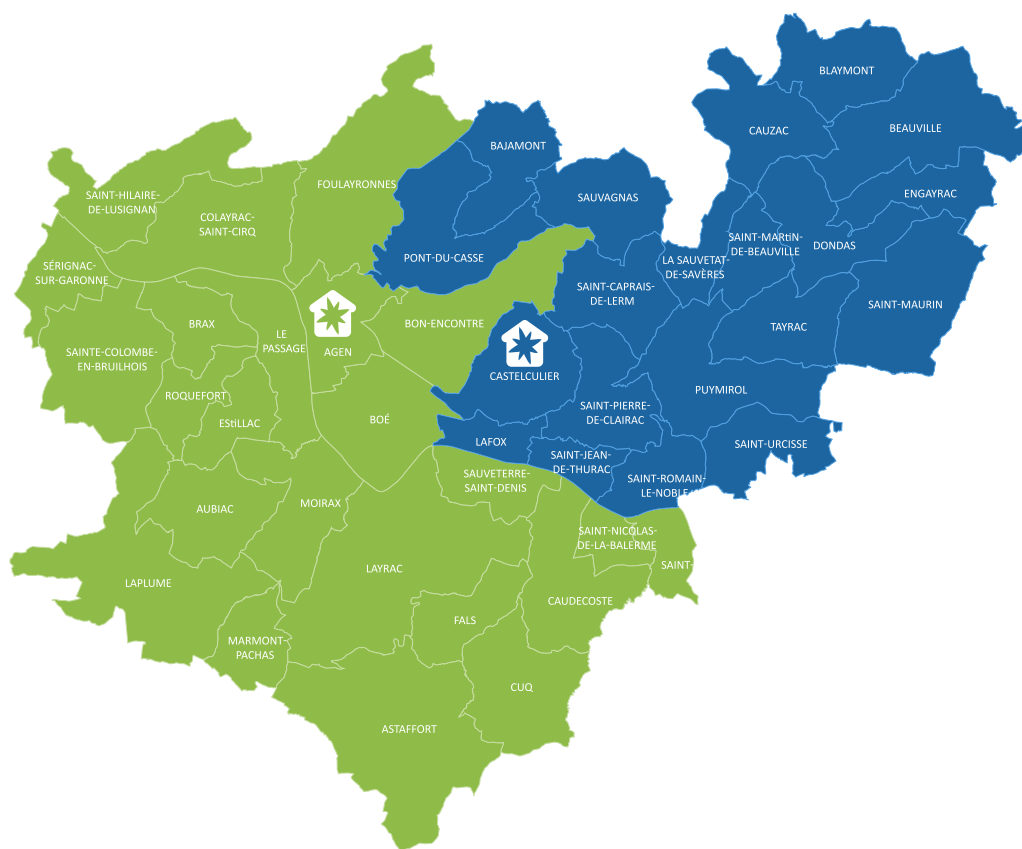 BLAYMONT
CAUZAC
BEAUVILLE
BAJAMONT
FOULAYRONNES
SAINT-HILAIRE-
DE-LUSIGNAN
SAUVAGNAS
ENGAYRAC
COLAYRAC-
SAINT-CIRQ
SAINT-MARtiN-
DE-BEAUVILLE
DONDAS
PONT-DU-CASSE
LA SAUVETAT-
DE-SAVÈRES
SÉRIGNAC-
SUR-GARONNE
SAINT-CAPRAIS-
DE-LERM
SAINT-MAURIN
BRAX
BON-ENCONTRE
TAYRAC
LE
PASSAGE
AGEN
SAINTE-COLOMBE-
EN-BRUILHOIS
CASTELCULIER
PUYMIROL
ROQUEFORT
SAINT-PIERRE-
DE-CLAIRAC
BOÉ
EStiLLAC
LAFOX
SAINT-URCISSE
SAINT-JEAN-
DE-THURAC
SAUVETERRE-
SAINT-DENIS
SAINT-ROMAIN-
LE-NOBLE
MOIRAX
AUBIAC
SAINT-NICOLAS-
DE-LA-BALERME
SAINT-
LAYRAC
LAPLUME
CAUDECOSTE
FALS
MARMONT-
PACHAS
CUQ
ASTAFFORT